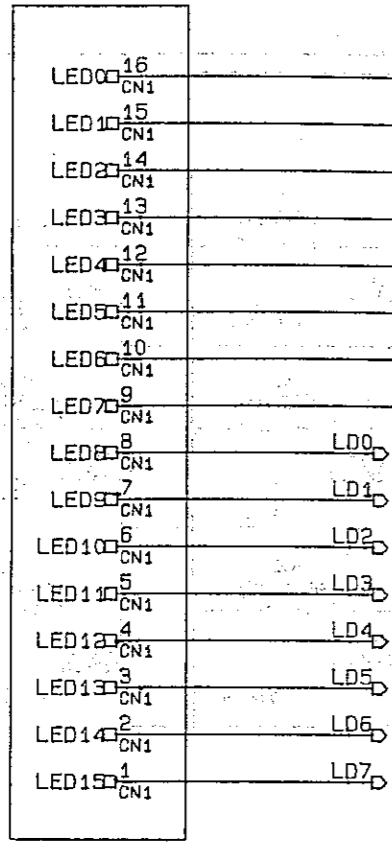 LED0 16
CN1
LED1 15
CN1
LED2 14
CN1
LED3 13
CN1
LED4 12
CN1
LED5 11
CN1
LED6 10
CN1
LED7 9
CN1
LED8 8 LD0
CN1
LED9 7 LD1
CN1
LED10 6 LD2
CN1
LED11 5 LD3
CN1
LED12 4 LD4
CN1
LED13 3 LD5
CN1
LED14 2 LD6
CN1
LED15 1 LD7
CN1